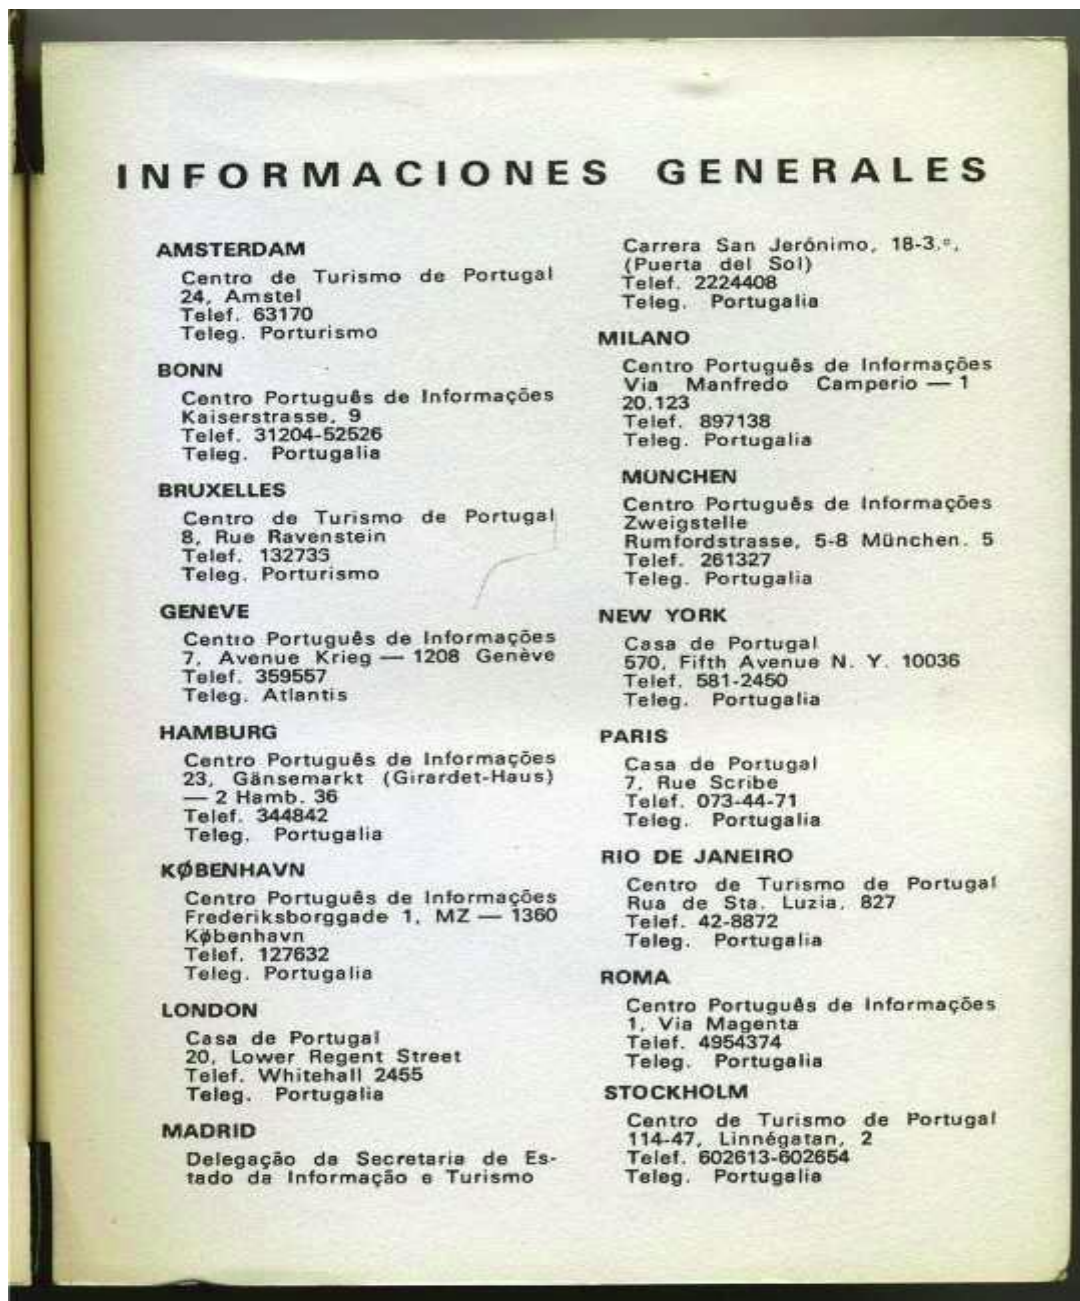 INFORMACIONES GENERALES
AMSTERDAM
Centro de Turismo de Portugal
24, Amstel
Telef. 63170
Teleg. Porturismo
BONN
Centro Português de Informações
Kaiserstrasse, 9
Telef. 31204-52526
Teleg. Portugalia
BRUXELLES
Centro de Turismo de Portugal
8, Rue Ravenstein
Telef. 132735
Teleg. Porturismo
GENÈVE
Centro Português de Informações
7, Avenue Krieg — 1208 Genève
Telef. 359557
Teleg. Atlantis
HAMBURG
Centro Português de Informações
23, Gänsemarkt (Girardet-Haus)
— 2 Hamb. 36
Telef. 344842
Teleg. Portugalia
KØBENHAVN
Centro Português de Informações
Frederiksborggade 1, MZ — 1360
København
Telef. 127632
Teleg. Portugalia
LONDON
Casa de Portugal
20, Lower Regent Street
Telef. Whitehall 2455
Teleg. Portugalia
MADRID
Delegação da Secretaria de Es-
tado da Informação e Turismo
Carrera San Jerónimo, 18-3.º,
(Puerta del Sol)
Telef. 2224408
Teleg. Portugalia
MILANO
Centro Português de Informações
Via Manfredo Camperio — 1
20.123
Telef. 897138
Teleg. Portugalia
MÜNCHEN
Centro Português de Informações
Zweigstelle
Rumfordstrasse, 5-8 München. 5
Telef. 261327
Teleg. Portugalia
NEW YORK
Casa de Portugal
570, Fifth Avenue N. Y. 10036
Telef. 581-2450
Teleg. Portugalia
PARIS
Casa de Portugal
7, Rue Scribe
Telef. 073-44-71
Teleg. Portugalia
RIO DE JANEIRO
Centro de Turismo de Portugal
Rua de Sta. Luzia, 827
Telef. 42-8872
Teleg. Portugalia
ROMA
Centro Português de Informações
1, Via Magenta
Telef. 4954374
Teleg. Portugalia
STOCKHOLM
Centro de Turismo de Portugal
114-47, Linnégatan, 2
Telef. 602613-602654
Teleg. Portugalia